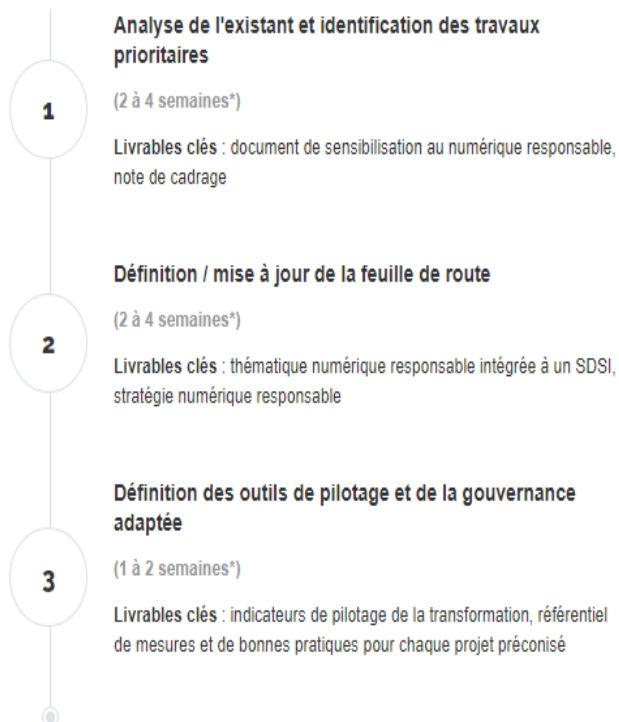 Analyse de l'existant et identification des travaux
prioritaires
1
(2 à 4 semaines*)
Livrables clés : document de sensibilisation au numérique responsable,
note de cadrage
Définition / mise à jour de la feuille de route
2
(2 à 4 semaines*)
Livrables clés : thématique numérique responsable intégrée à un SDSI,
stratégie numérique responsable
Définition des outils de pilotage et de la gouvernance
adaptée
3
(1 à 2 semaines*)
Livrables clés : indicateurs de pilotage de la transformation, référentiel
de mesures et de bonnes pratiques pour chaque projet préconisé